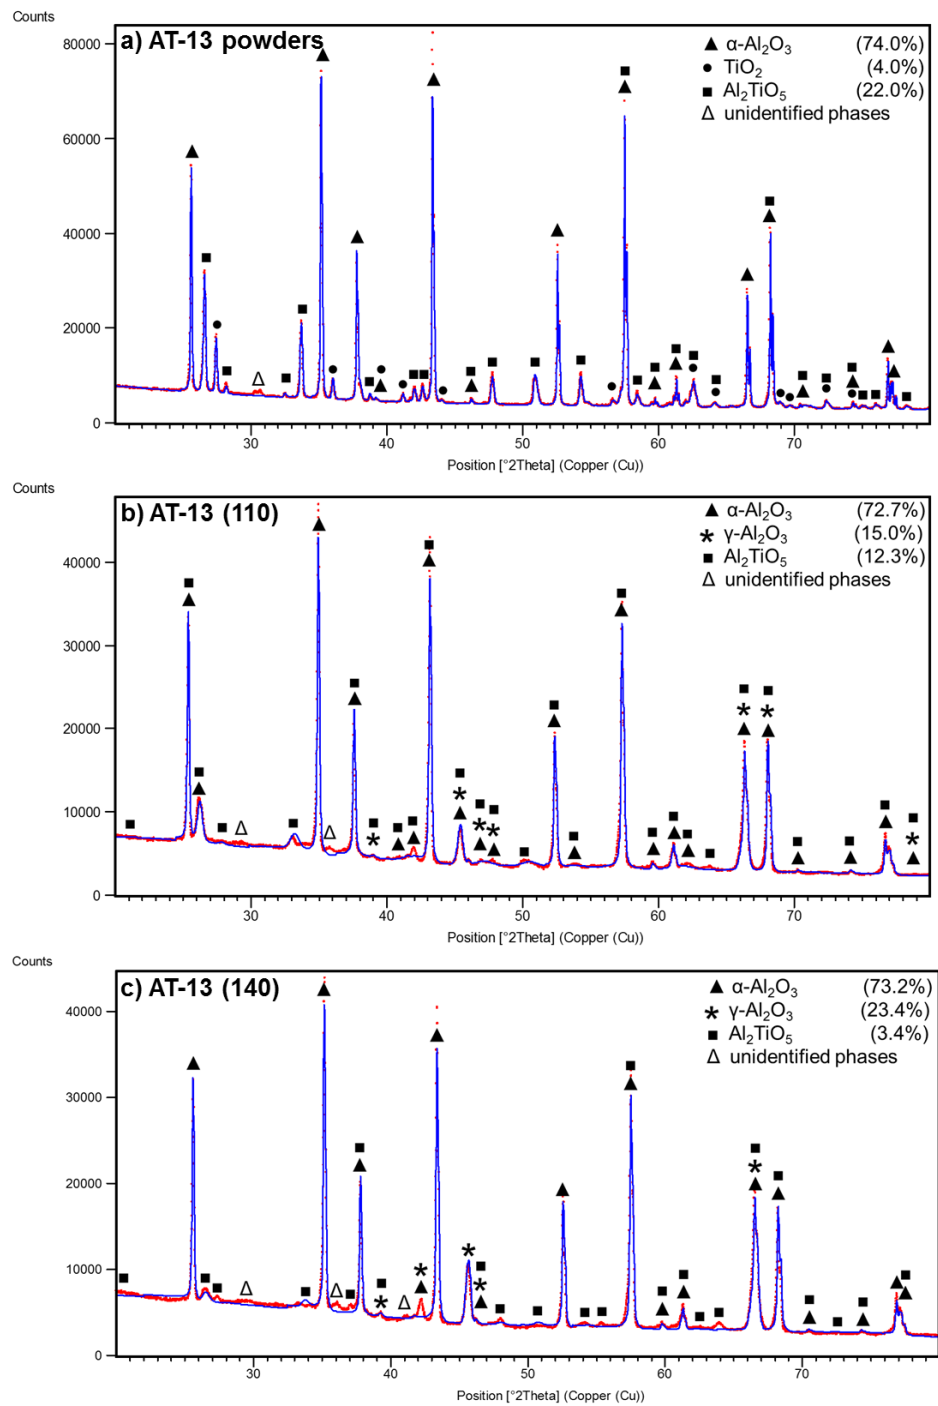 Counts
a) AT-13 powders
α-Al₂O₃ (74.0%)
TiO₂ (4.0%)
Al₂TiO₅ (22.0%)
unidentified phases
80000
60000
40000
20000
0
30 40 50 60 70
Position [°2Theta] (Copper (Cu))
Counts
b) AT-13 (110)
α-Al₂O₃ (72.7%)
γ-Al₂O₃ (15.0%)
Al₂TiO₅ (12.3%)
unidentified phases
40000
30000
20000
10000
0
30 40 50 60 70
Position [°2Theta] (Copper (Cu))
Counts
c) AT-13 (140)
α-Al₂O₃ (73.2%)
γ-Al₂O₃ (23.4%)
Al₂TiO₅ (3.4%)
unidentified phases
40000
30000
20000
10000
0
30 40 50 60 70
Position [°2Theta] (Copper (Cu))